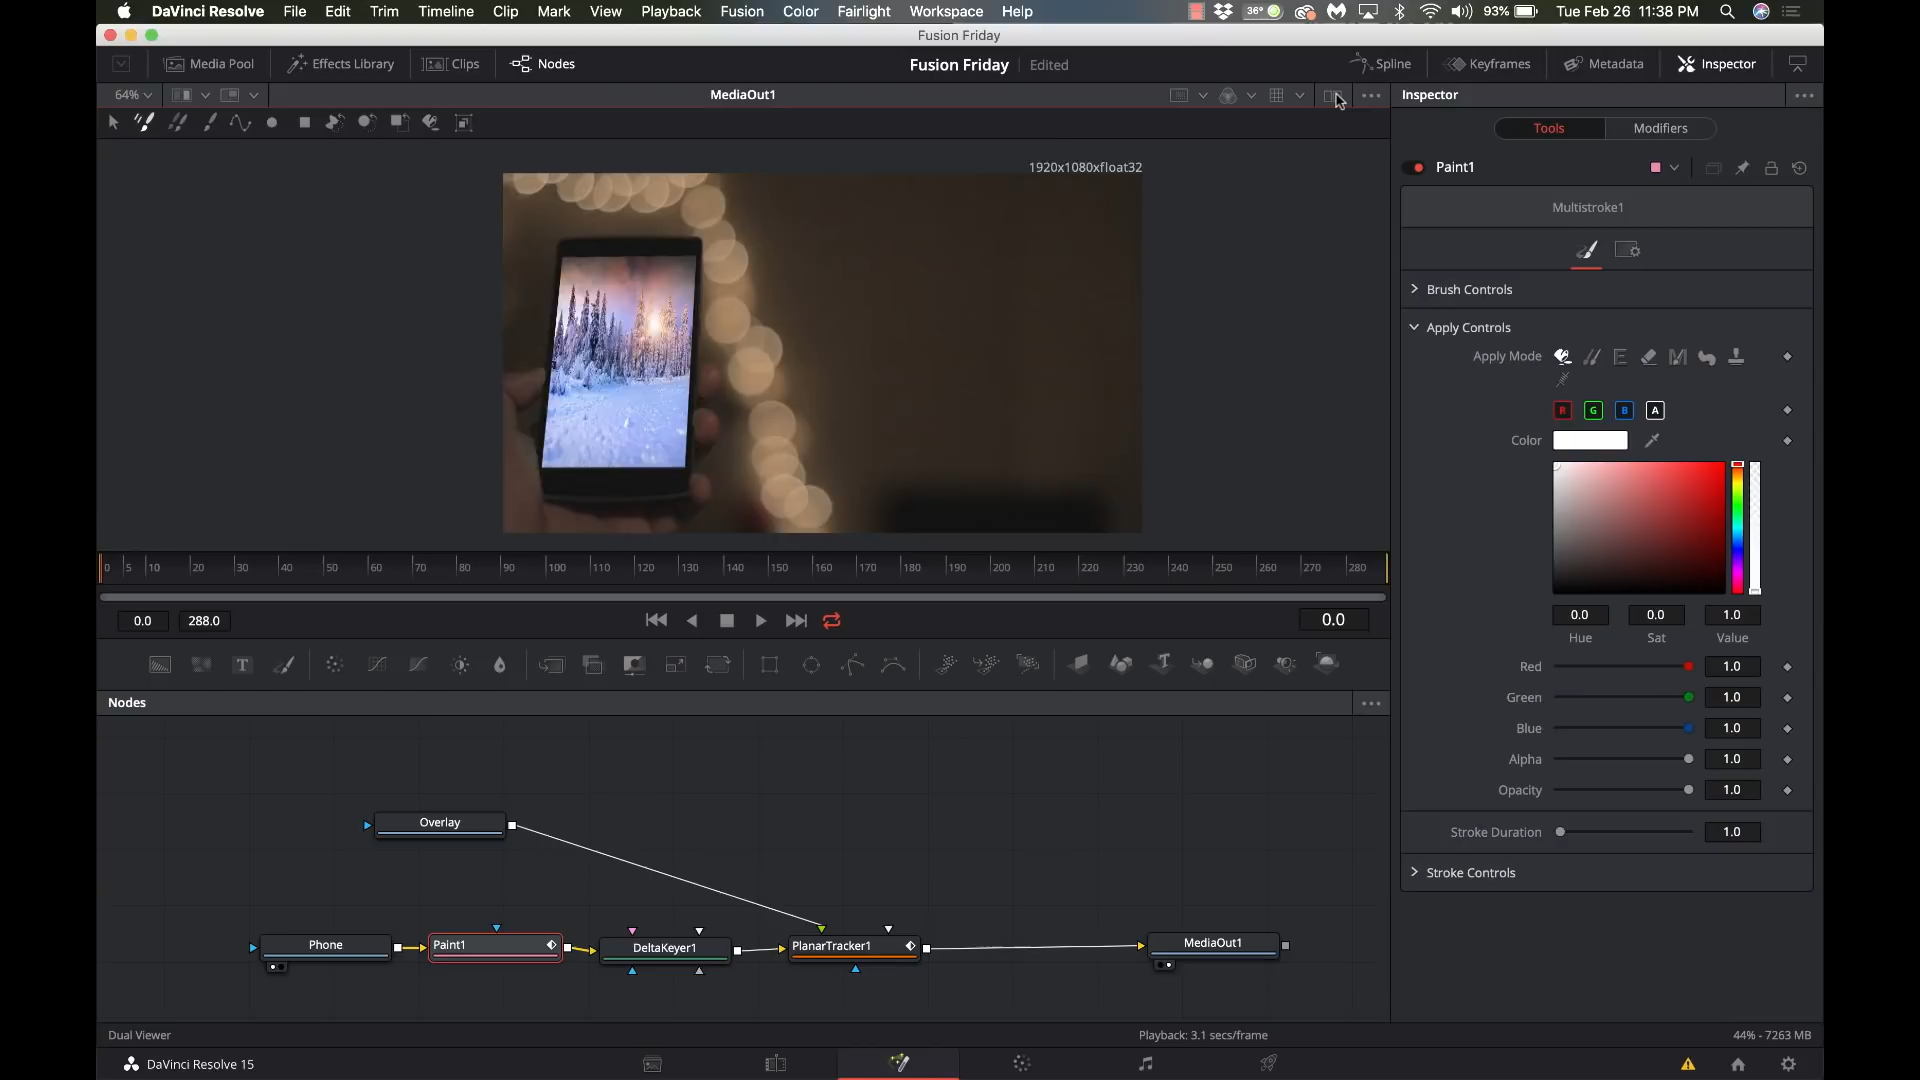 DaVinci Resolve File Edit Trim Timeline Clip Mark View Playback Fusion Color Fairlight Workspace Help 36° 93% Tue Feb 26 11:38 PM
Fusion Friday
Media Pool Effects Library Clips Nodes Fusion Friday Edited Spline Keyframes Metadata Inspector
64% MediaOut1 Inspector
Tools Modifiers
1920x1080xfloat32
Paint1
Multistroke1
Brush Controls
Apply Controls
Apply Mode
R G B A
Color
0 5 10 20 30 40 50 60 70 80 90 100 110 120 130 140 150 160 170 180 190 200 210 220 230 240 250 260 270 280
0.0 288.0 0.0
0.0 0.0 1.0
Hue Sat Value
Red 1.0
Green 1.0
Blue 1.0
Alpha 1.0
Opacity 1.0
Stroke Duration 1.0
Stroke Controls
Nodes
Overlay
Phone Paint1 DeltaKeyer1 PlanarTracker1 MediaOut1
Dual Viewer Playback: 3.1 secs/frame 44% - 7263 MB
DaVinci Resolve 15